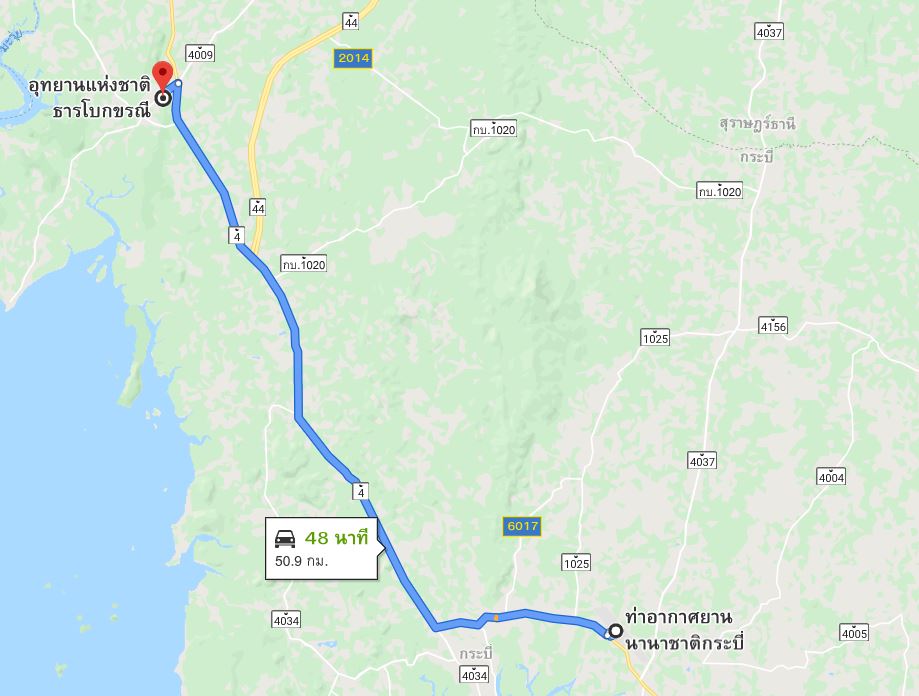 44
4037
4009
2014
อุทยานแห่งชาติ
ธารโบกขรณี
กบ.1020
สุราษฎร์ธานี
กระบี่
กบ.1020
44
4
กบ.1020
4156
1025
4037
4004
4
6017
48 นาที
50.9 กม.
1025
4034
ท่าอากาศยาน
นานาชาติกระบี่
4005
กระบี่
4034